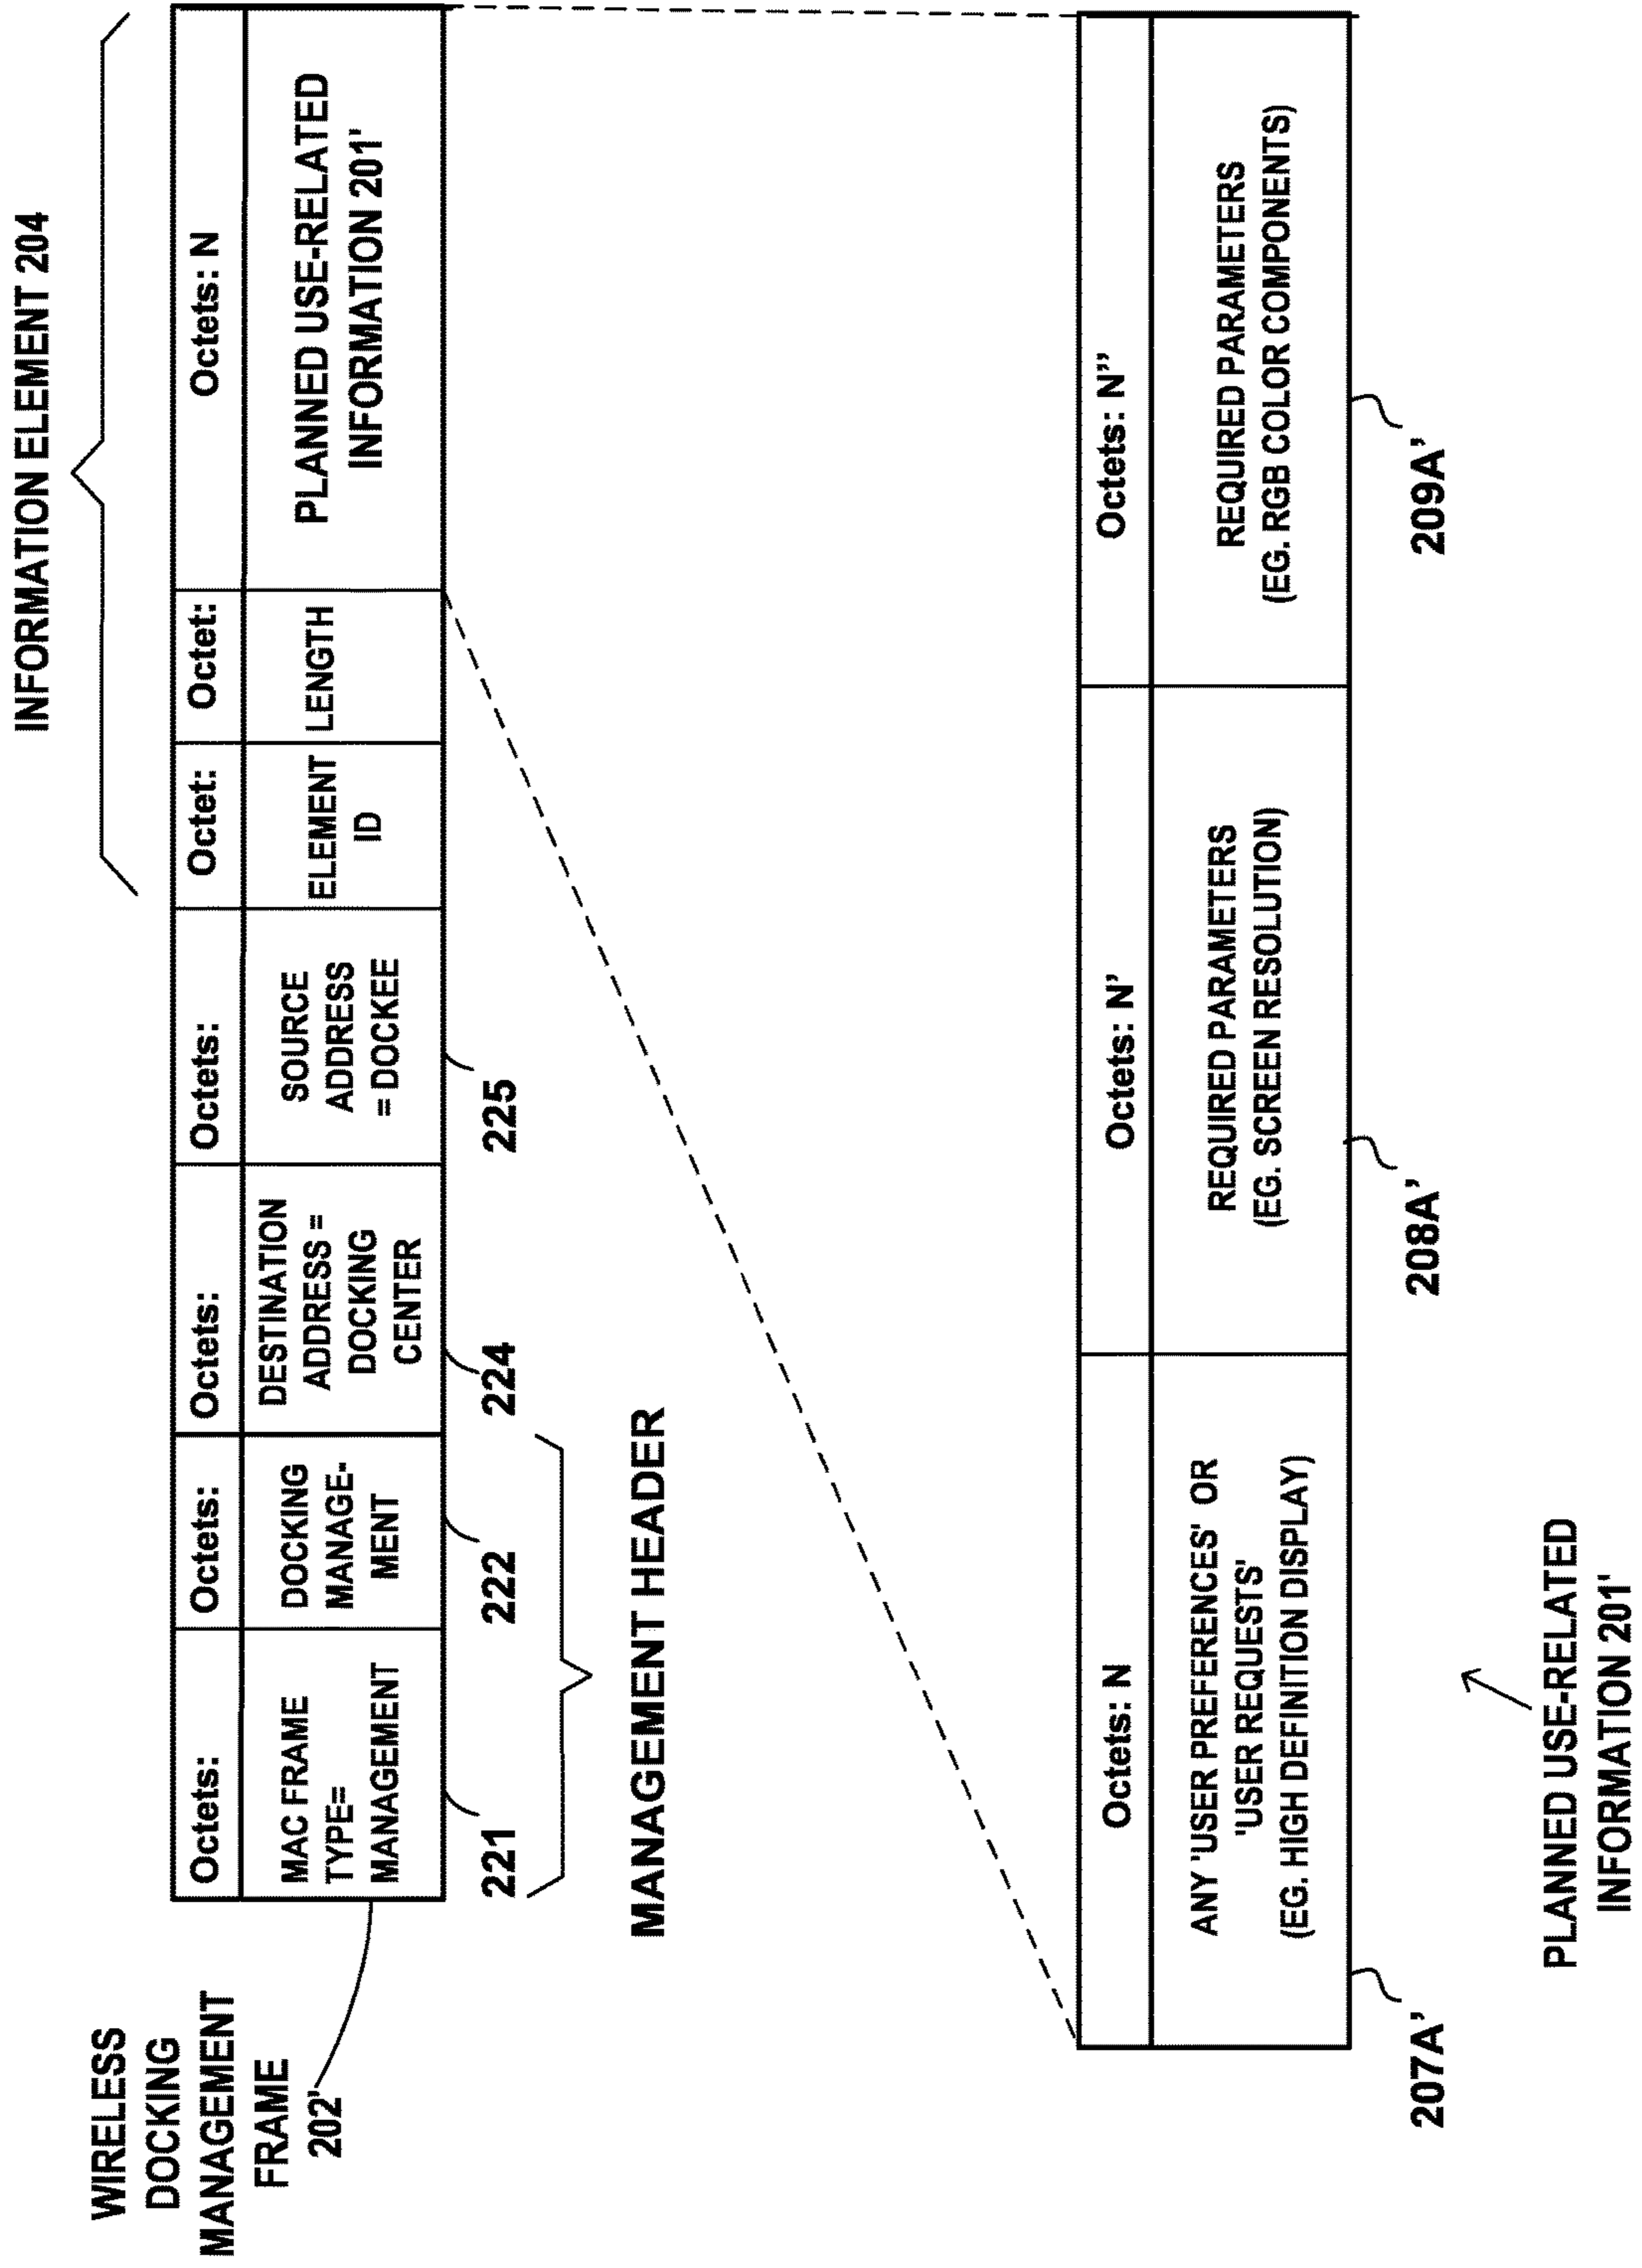 INFORMATION ELEMENT 204
WIRELESS
DOCKING
MANAGEMENT
FRAME
202'
Octets:
Octets:
Octets:
Octets:
Octet:
Octet:
Octets: N
MAC FRAME
TYPE=
MANAGEMENT
DOCKING
MANAGE-
MENT
DESTINATION
ADDRESS =
DOCKING
CENTER
SOURCE
ADDRESS
= DOCKEE
ELEMENT
ID
LENGTH
PLANNED USE-RELATED
INFORMATION 201'
221
222
224
225
MANAGEMENT HEADER
Octets: N
Octets: N'
Octets: N''
ANY 'USER PREFERENCES' OR
'USER REQUESTS'
(EG. HIGH DEFINITION DISPLAY)
REQUIRED PARAMETERS
(EG. SCREEN RESOLUTION)
REQUIRED PARAMETERS
(EG. RGB COLOR COMPONENTS)
207A'
208A'
209A'
PLANNED USE-RELATED
INFORMATION 201'